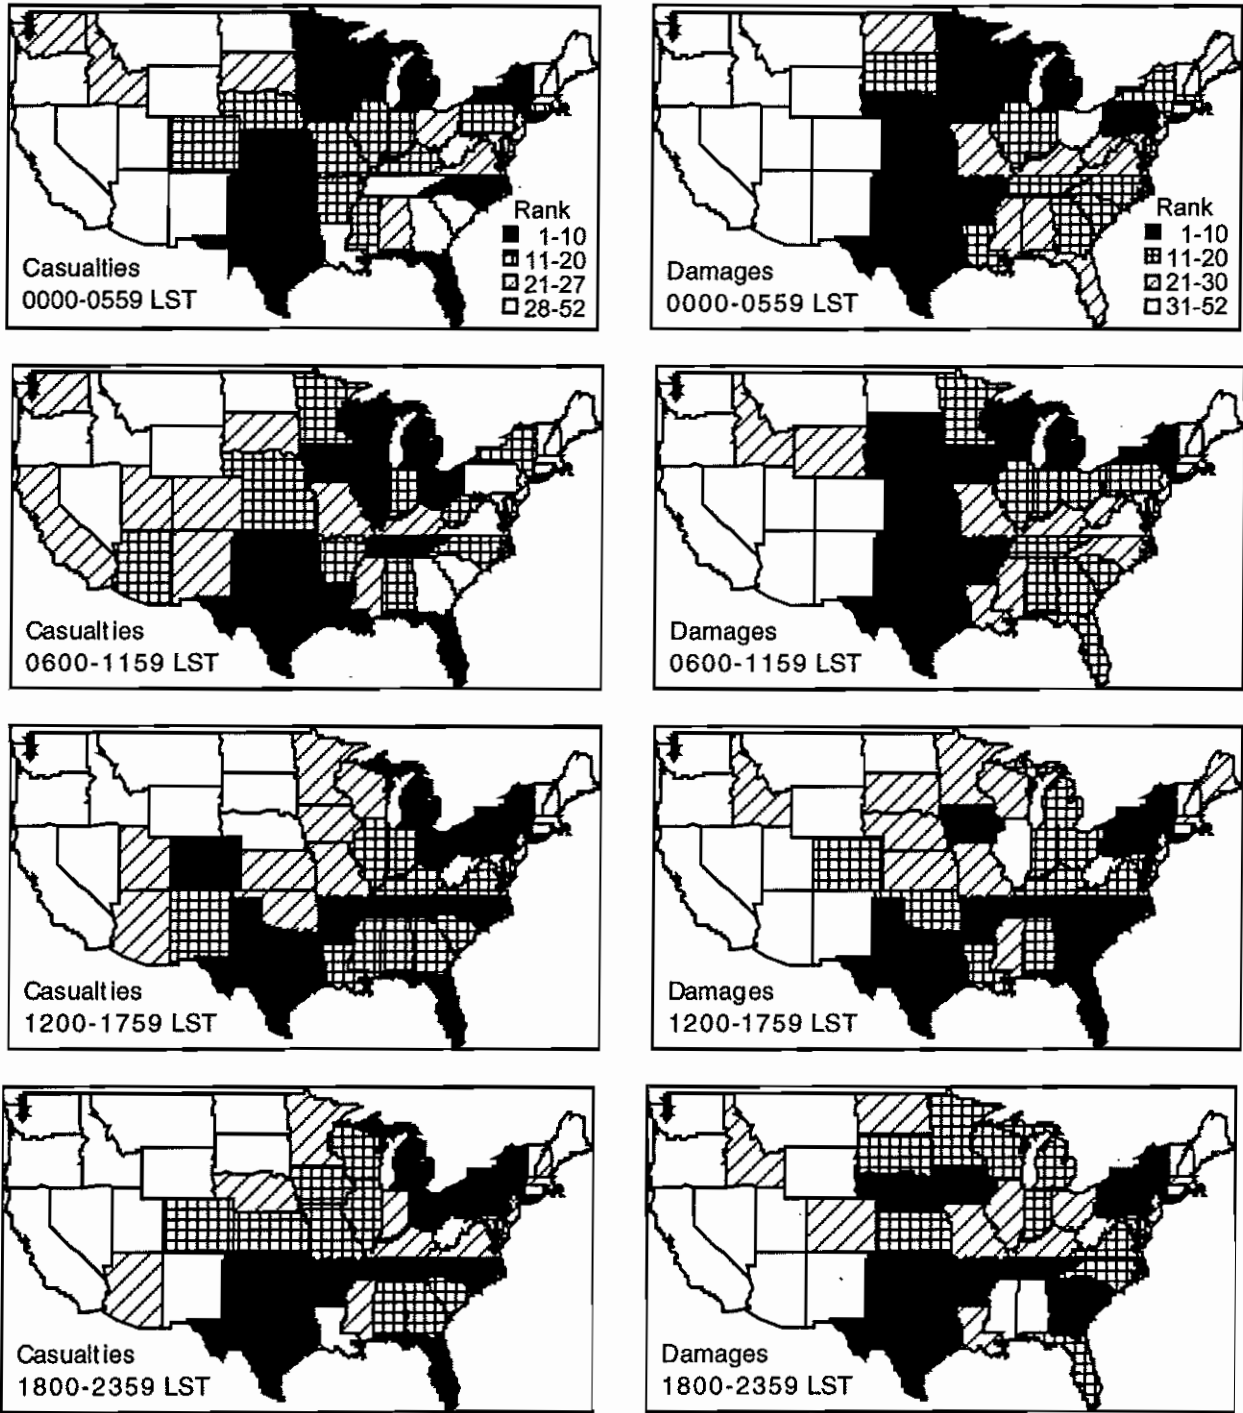 Rank
1-10
11-20
21-27
28-52
Casualties
0000-0559 LST
Rank
1-10
11-20
21-30
31-52
Damages
0000-0559 LST
Casualties
0600-1159 LST
Damages
0600-1159 LST
Casualties
1200-1759 LST
Damages
1200-1759 LST
Casualties
1800-2359 LST
Damages
1800-2359 LST